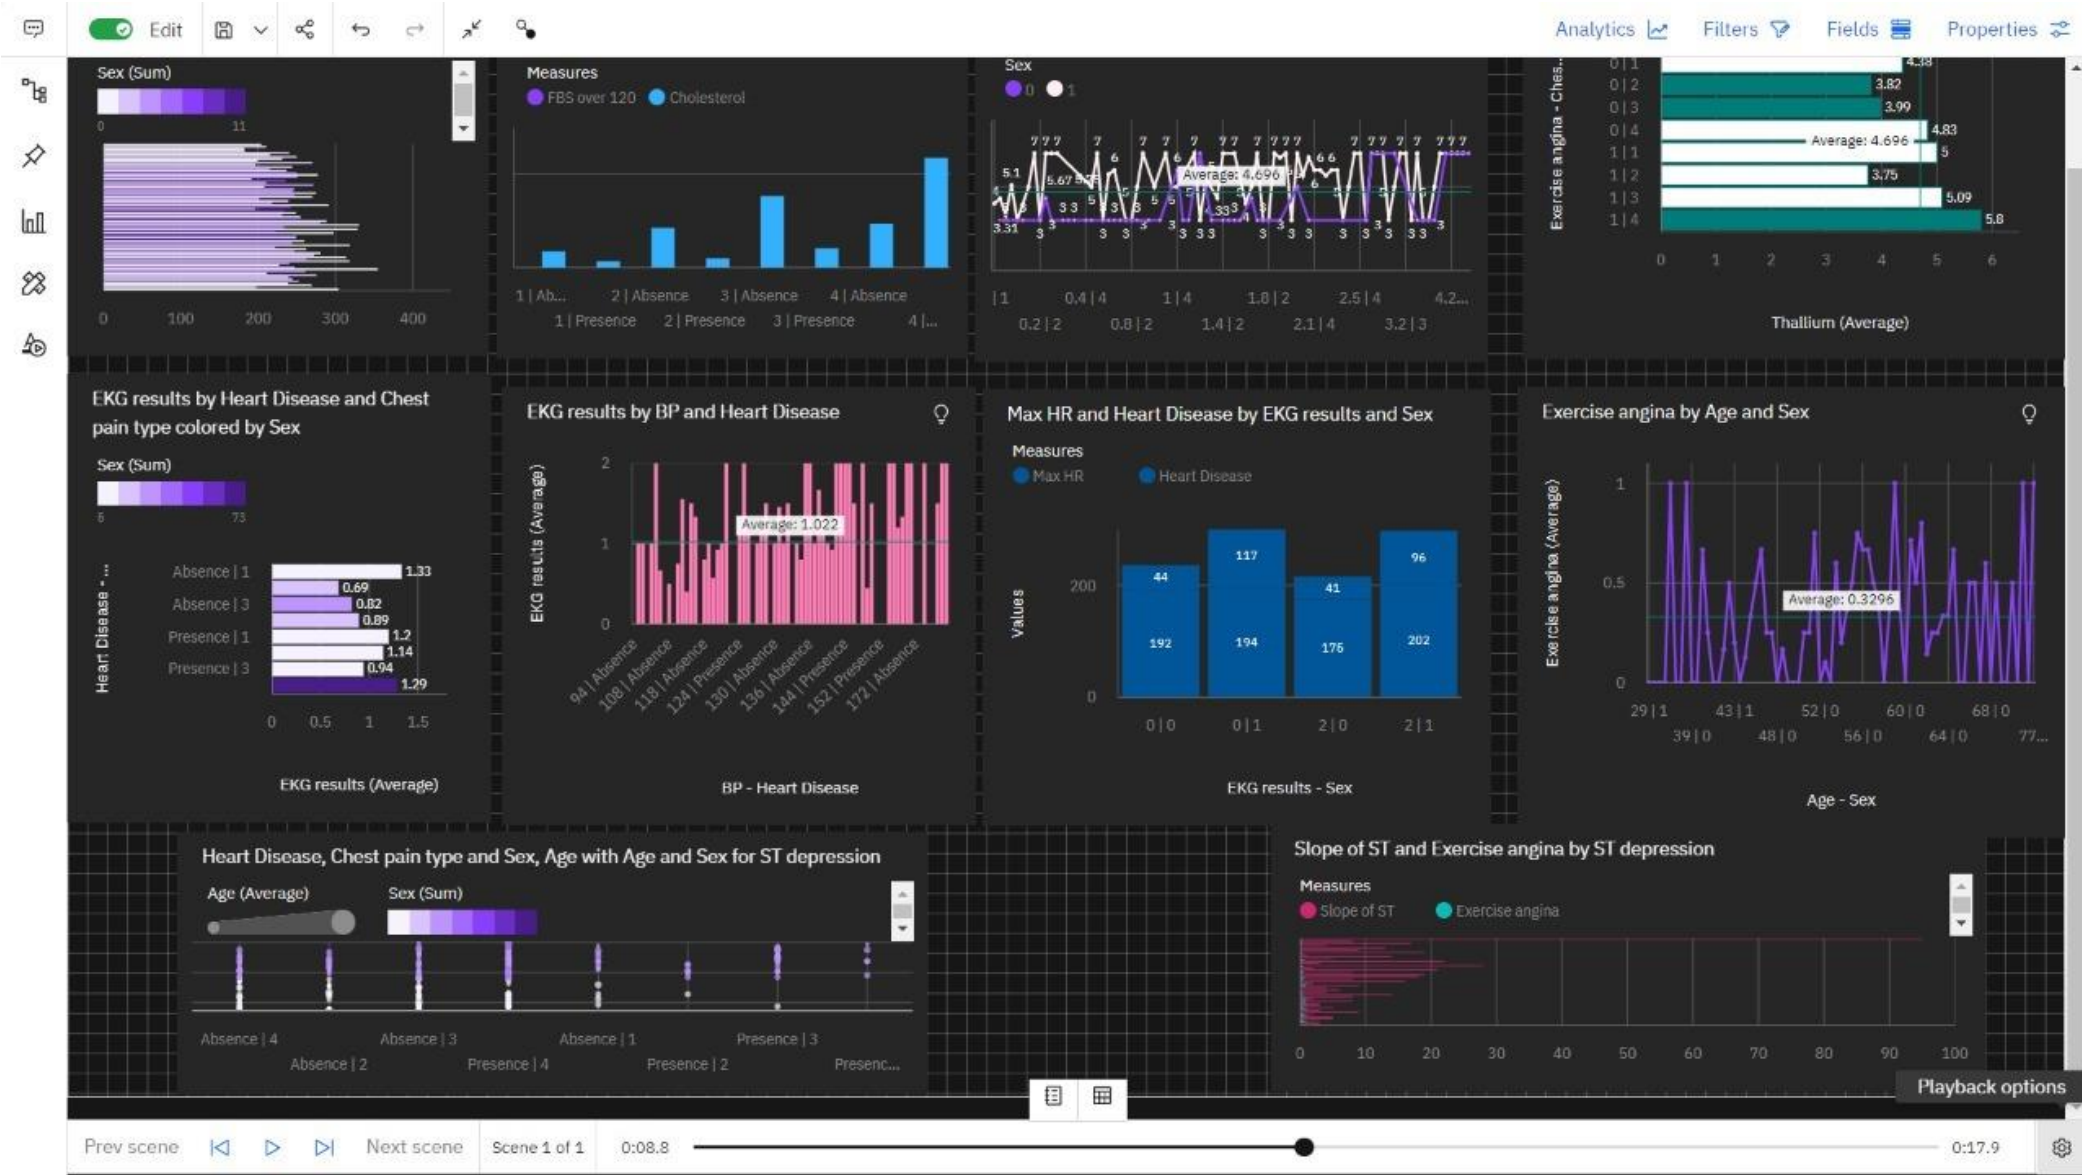 Edit
Analytics Filters Fields Properties
Sex (Sum)
0 11
0 100 200 300 400
Measures
FBS over 120 Cholesterol
1 | Ab... 2 | Absence 3 | Absence 4 | Absence
1 | Presence 2 | Presence 3 | Presence 4 |...
Sex
0 1
Average: 4.696
| 1 0.4 | 4 1 | 4 1.8 | 2 2.5 | 4 4.2...
0.2 | 2 0.8 | 2 1.4 | 2 2.1 | 4 3.2 | 3
Exercise angina - Ches...
0 | 1 4.38
0 | 2 3.82
0 | 3 3.99
0 | 4 4.83
Average: 4.696
1 | 1 5
1 | 2 3.75
1 | 3 5.09
1 | 4 5.8
0 1 2 3 4 5 6
Thallium (Average)
EKG results by Heart Disease and Chest
pain type colored by Sex
Sex (Sum)
6 73
Heart Disease - ...
Absence | 1 1.33
0.69
Absence | 3 0.82
0.89
Presence | 1 1.2
1.14
Presence | 3 0.94
1.29
0 0.5 1 1.5
EKG results (Average)
EKG results by BP and Heart Disease
EKG results (Average)
2
Average: 1.022
1
0
94 | Absence
108 | Absence
118 | Absence
124 | Presence
130 | Absence
136 | Absence
144 | Presence
152 | Presence
172 | Absence
BP - Heart Disease
Max HR and Heart Disease by EKG results and Sex
Measures
Max HR Heart Disease
Values
200
0
44 117 41 96
192 194 176 202
0 | 0 0 | 1 2 | 0 2 | 1
EKG results - Sex
Exercise angina by Age and Sex
Exercise angina (Average)
1
0.5
Average: 0.3296
0
29 | 1 43 | 1 52 | 0 60 | 0 68 | 0
39 | 0 48 | 0 56 | 0 64 | 0 77...
Age - Sex
Heart Disease, Chest pain type and Sex, Age with Age and Sex for ST depression
Age (Average) Sex (Sum)
Absence | 4 Absence | 3 Absence | 1 Presence | 3
Absence | 2 Presence | 4 Presence | 2 Presenc...
Slope of ST and Exercise angina by ST depression
Measures
Slope of ST Exercise angina
0 10 20 30 40 50 60 70 80 90 100
Playback options
Prev scene Next scene Scene 1 of 1 0:08.8 0:17.9